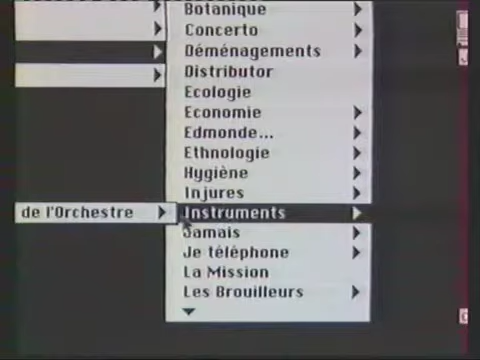 Botanique
Concerto
Déménagements
Distributor
Ecologie
Economie
Edmonde...
Ethnologie
Hygiène
Injures
de l'Orchestre
Instruments
Jamais
Je téléphone
La Mission
Les Brouilleurs